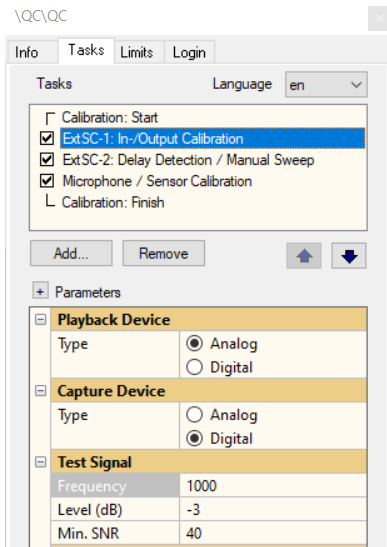 \QC\QC
Info Tasks Limits Login
Tasks Language en
Calibration: Start
ExtSC-1: In-/Output Calibration
ExtSC-2: Delay Detection / Manual Sweep
Microphone / Sensor Calibration
Calibration: Finish
Add... Remove
Parameters
Playback Device
Type Analog
Digital
Capture Device
Type Analog
Digital
Test Signal
Frequency 1000
Level (dB) -3
Min. SNR 40